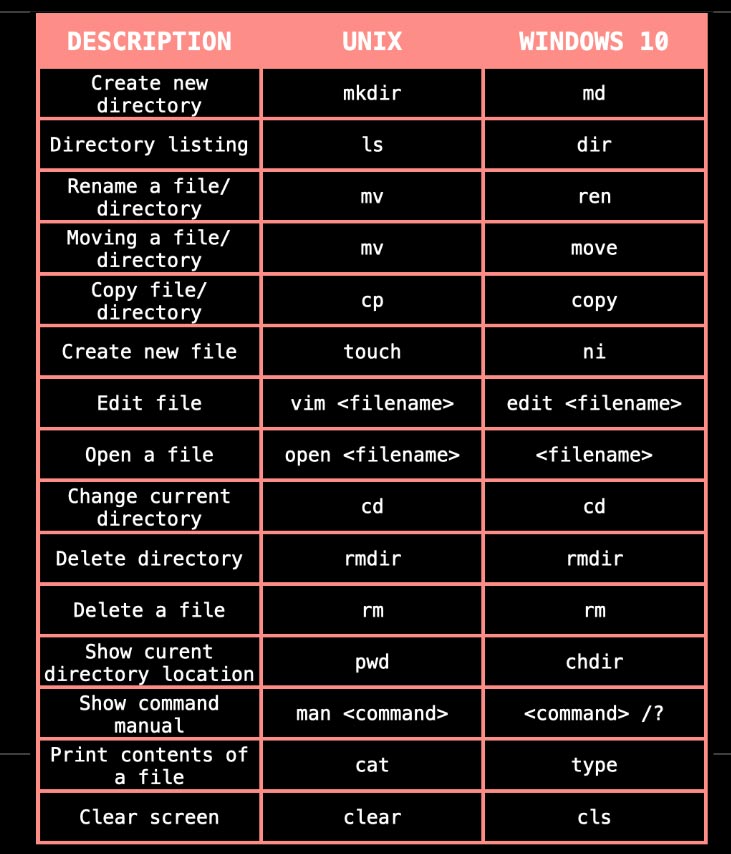 DESCRIPTION UNIX WINDOWS 10
Create new
directory
mkdir md
Directory listing ls dir
Rename a file/
directory
mv ren
Moving a file/
directory
mv move
Copy file/
directory
cp copy
Create new file touch ni
Edit file vim <filename> edit <filename>
Open a file open <filename> <filename>
Change current
directory
cd cd
Delete directory rmdir rmdir
Delete a file rm rm
Show curent
directory location
pwd chdir
Show command
manual
man <command> <command> /?
Print contents of
a file
cat type
Clear screen clear cls